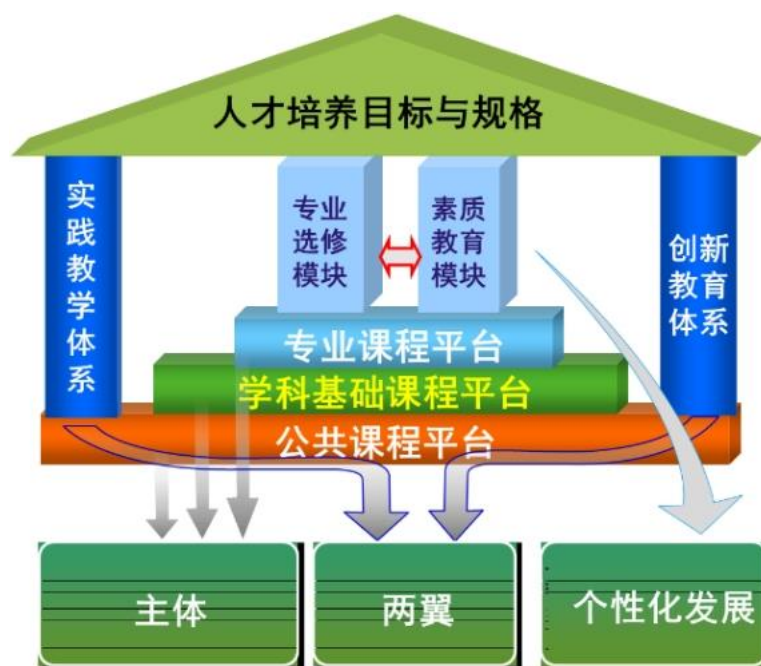 人才培养目标与规格
实践教学体系
专业
选修
模块
素质
教育
模块
创新
教育
体系
专业课程平台
学科基础课程平台
公共课程平台
主体
两翼
个性化发展